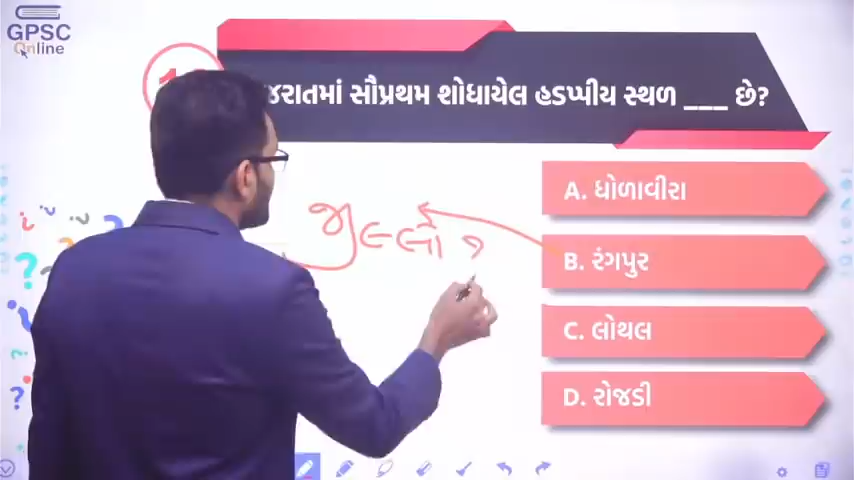 GPSC
Online
જરાતમાં સૌપ્રથમ શોધાયેલ હડપ્પીય સ્થળ ___ છે?
A. ધોળાવીરા
જીલ્લો ?
B. રંગપુર
C. લોથલ
D. રોજડી